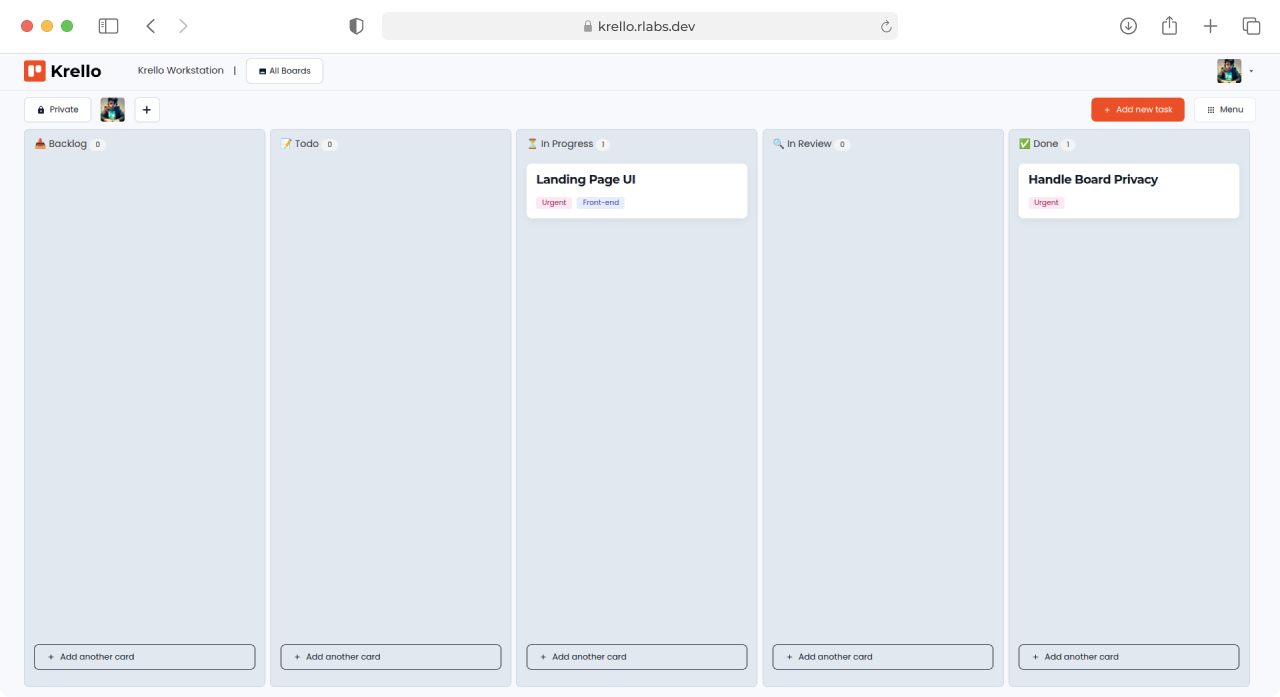 krello.rlabs.dev
Krello
Krello Workstation | All Boards
Private
+
+ Add new task
Menu
Backlog 0
Todo 0
In Progress 1
In Review 0
Done 1
Landing Page UI
Urgent Front-end
Handle Board Privacy
Urgent
+ Add another card
+ Add another card
+ Add another card
+ Add another card
+ Add another card